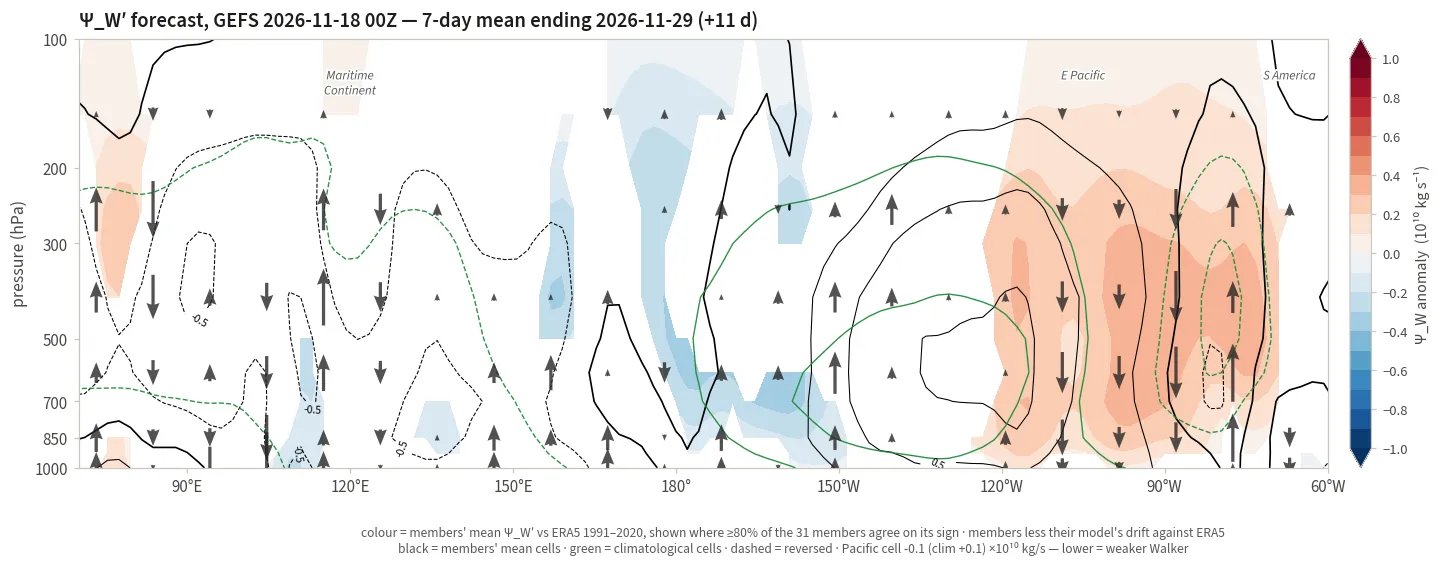 Ψ_W′ forecast, GEFS 2026-11-18 00Z — 7-day mean ending 2026-11-29 (+11 d)
100
200
300
500
700
850
1000
pressure (hPa)
Maritime
Continent
E Pacific
S America
-0.5
-0.5
-0.5
-0.5
0.5
90°E
120°E
150°E
180°
150°W
120°W
90°W
60°W
1.0
0.8
0.6
0.4
0.2
0.0
−0.2
−0.4
−0.6
−0.8
−1.0
Ψ_W anomaly (10¹⁰ kg s⁻¹)
colour = members' mean Ψ_W′ vs ERA5 1991–2020, shown where ≥80% of the 31 members agree on its sign · members less their model's drift against ERA5
black = members' mean cells · green = climatological cells · dashed = reversed · Pacific cell -0.1 (clim +0.1) ×10¹⁰ kg/s — lower = weaker Walker